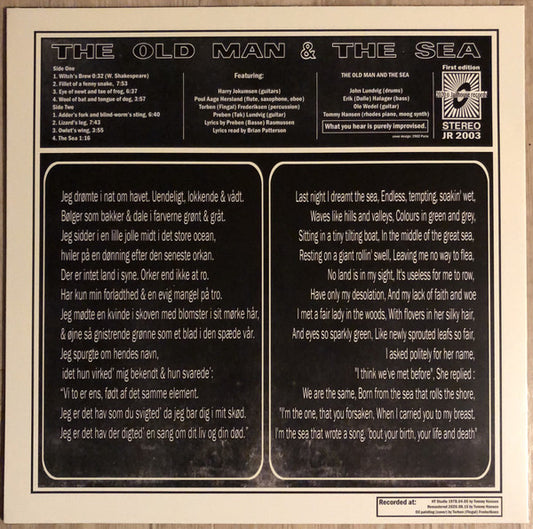 THE OLD MAN & THE SEA
Side One
1. Witch's Brew 0:32 (W. Shakespeare)
2. Fillet of a fenny snake, 7:53
3. Eye of newt and toe of frog, 6:37
4. Wool of bat and tongue of dog, 3:57
Side Two
1. Adder's fork and blind-worm's sting, 6:40
2. Lizard's leg, 7:43
3. Owlet's wing, 3:55
4. The Sea 1:16
Featuring:
Harry Jokumsen (guitars)
Poul Aage Hersland (flute, saxophone, oboe)
Torben (Flegal) Frederiksen (percussion)
Preben (Tak) Lundvig (guitar)
Lyrics by Preben (Basse) Rasmussen
Lyrics read by Brian Patterson
THE OLD MAN AND THE SEA
John Lundvig (drums)
Erik (Dolle) Halager (bass)
Ole Wedel (guitar)
Tommy Hansen (rhodes piano, moog synth)
What you hear is purely improvised.
First edition
STEREO
JR 2003
Jeg drømte i nat om havet. Uendeligt, lokkende & vådt.
Bølger som bakker & dale i farverne grønt & gråt.
Jeg sidder i en lille jolle midt i det store ocean,
hviler på en dønning efter den seneste orkan.
Der er intet land i syne. Orker end ikke at ro.
Har kun min forladthed & en evig mangel på tro.
Jeg mødte en kvinde i skoven med blomster i sit mørke hår,
& øjne så gnistrende grønne som et blad i den spæde vår.
Jeg spurgte om hendes navn,
idet hun virked' mig bekendt & hun svarede':
"Vi to er ens, født af det samme element.
Jeg er det hav som du svigted' da jeg bar dig i mit skød.
Jeg er det hav der digted' en sang om dit liv og din død."
Last night I dreamt the sea, Endless, tempting, soakin' wet,
Waves like hills and valleys, Colours in green and grey,
Sitting in a tiny tilting boat, In the middle of the great sea,
Resting on a giant rollin' swell, Leaving me no way to flea.
No land is in my sight, It's useless for me to row,
Have only my desolation, And my lack of faith and woe
I met a fair lady in the woods, With flovers in her silky hair,
And eyes so sparkly green, Like newly sprouted leafs so fair,
I asked politely for her name,
"I think we've met before". She replied :
We are the same, Born from the sea that rolls the shore,
"I'm the one, that you forsaken, When I carried you to my breast,
I'm the sea that wrote a song, 'bout your birth, your life and death"
Recorded at:
HT Studio 1978.04.06 by Tommy Hansen
Remastered 2020.08.15 by Tommy Hansen